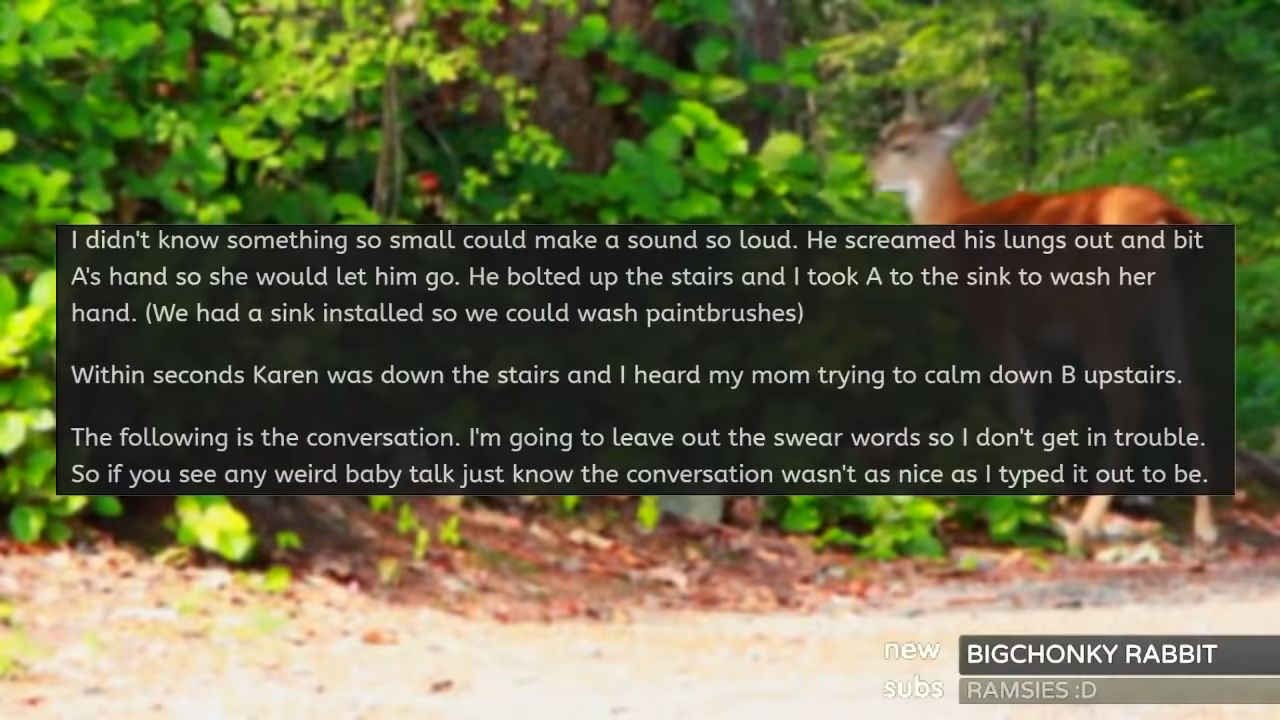 I didn't know something so small could make a sound so loud. He screamed his lungs out and bit
A's hand so she would let him go. He bolted up the stairs and I took A to the sink to wash her
hand. (We had a sink installed so we could wash paintbrushes)
Within seconds Karen was down the stairs and I heard my mom trying to calm down B upstairs.
The following is the conversation. I'm going to leave out the swear words so I don't get in trouble.
So if you see any weird baby talk just know the conversation wasn't as nice as I typed it out to be.
new BIGCHONKY RABBIT
subs RAMSIES :D